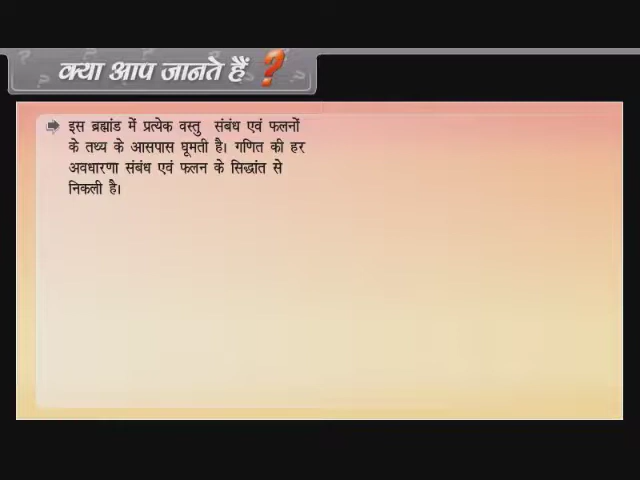 क्या आप जानते हैं ?
इस ब्रह्मांड में प्रत्येक वस्तु संबंध एवं फलनों
के तथ्य के आसपास घूमती है। गणित की हर
अवधारणा संबंध एवं फलन के सिद्धांत से
निकली है।